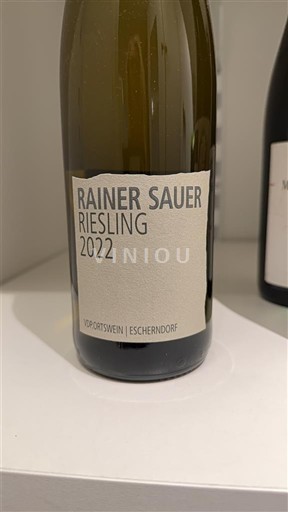 RAINER SAUER
RIESLING
2022
VINIOU
VDP.ORTSWEIN | ESCHERNDORF
M